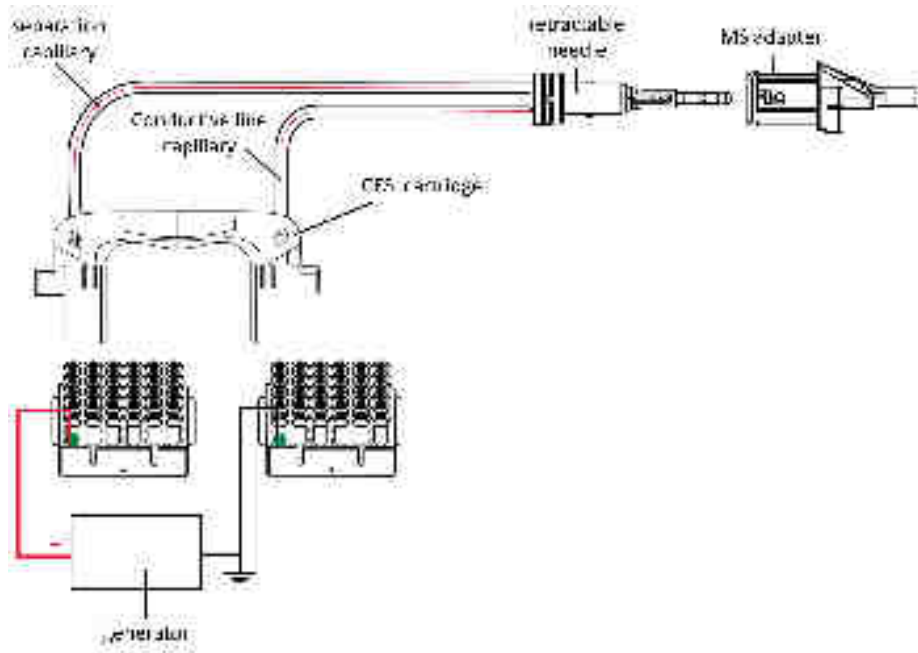 separation
capillary
retractable
needle
MS adapter
Conductive line
capillary
CESI cartridge
generator